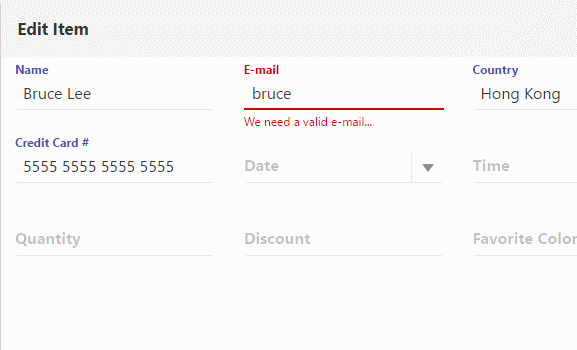 Edit Item
Name E-mail Country
Bruce Lee bruce Hong Kong
We need a valid e-mail...
Credit Card #
5555 5555 5555 5555 Date Time
Quantity Discount Favorite Color